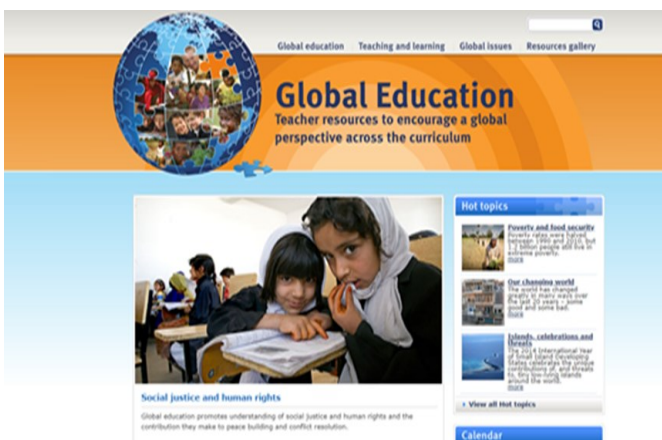 Global education Teaching and learning Global issues Resources gallery
Global Education
Teacher resources to encourage a global
perspective across the curriculum
Hot topics
Poverty and food security
Poverty rates were halved
between 1990 and 2010, but
1.2 billion people still live in
extreme poverty.
more
Our changing world
The world has changed
greatly in many ways over
the last 20 years – some
good and some bad.
more
Islands, celebrations and
threats
The 2014 International Year
of Small Island Developing
States celebrates the unique
contributions of, and threats
to, tiny low-lying islands
around the world.
more
View all Hot topics
Social justice and human rights
Global education promotes understanding of social justice and human rights and the
contribution they make to peace building and conflict resolution.
Calendar